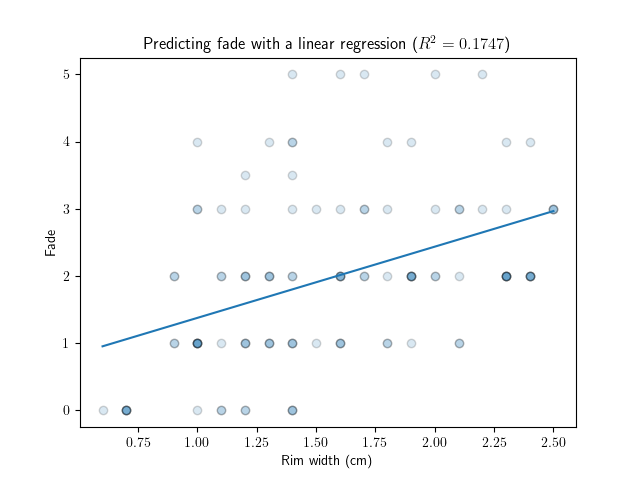 Predicting fade with a linear regression (R² = 0.1747)
5
4
3
2
1
0
Fade
0.75 1.00 1.25 1.50 1.75 2.00 2.25 2.50
Rim width (cm)